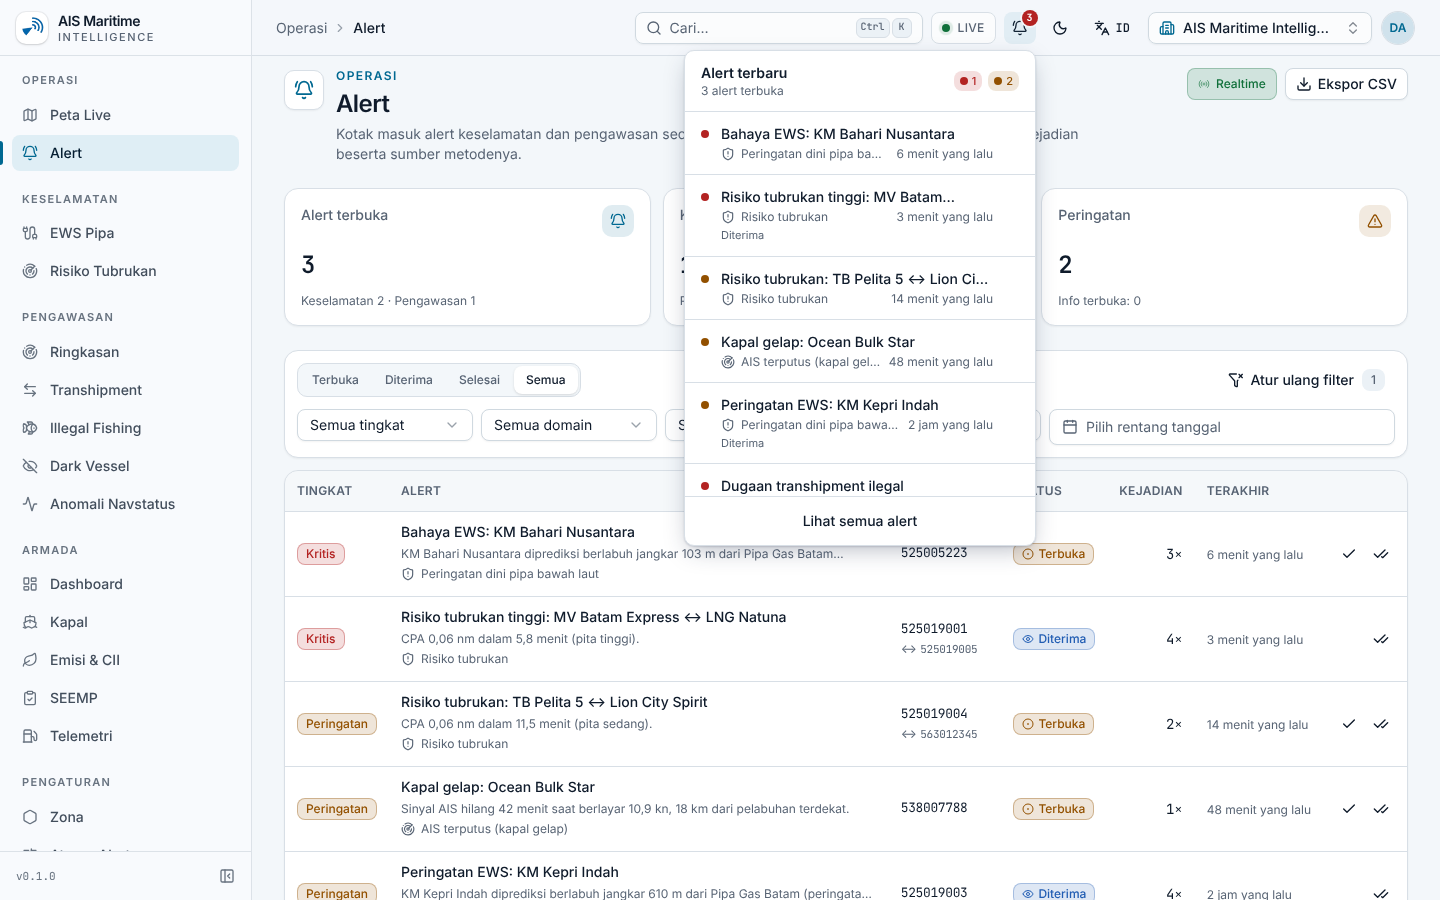 AIS Maritime
INTELLIGENCE
OPERASI
Peta Live
Alert
KESELAMATAN
EWS Pipa
Risiko Tubrukan
PENGAWASAN
Ringkasan
Transhipment
Illegal Fishing
Dark Vessel
Anomali Navstatus
ARMADA
Dashboard
Kapal
Emisi & CII
SEEMP
Telemetri
PENGATURAN
Zona
v0.1.0
Operasi > Alert
Cari... Ctrl K
LIVE
3
ID
AIS Maritime Intellig...
DA
OPERASI
Alert
Kotak masuk alert keselamatan dan pengawasan
beserta sumber metodenya.
Realtime
Ekspor CSV
Alert terbuka
3
Keselamatan 2 · Pengawasan 1
Peringatan
2
Info terbuka: 0
Terbuka Diterima Selesai Semua
Atur ulang filter 1
Semua tingkat
Semua domain
Pilih rentang tanggal
Alert terbaru
3 alert terbuka
1 2
Bahaya EWS: KM Bahari Nusantara
Peringatan dini pipa ba... 6 menit yang lalu
Risiko tubrukan tinggi: MV Batam...
Risiko tubrukan 3 menit yang lalu
Diterima
Risiko tubrukan: TB Pelita 5 ↔ Lion Ci...
Risiko tubrukan 14 menit yang lalu
Kapal gelap: Ocean Bulk Star
AIS terputus (kapal gel... 48 menit yang lalu
Peringatan EWS: KM Kepri Indah
Peringatan dini pipa bawa... 2 jam yang lalu
Diterima
Dugaan transhipment ilegal
Lihat semua alert
TINGKAT ALERT KEJADIAN TERAKHIR
Kritis
Bahaya EWS: KM Bahari Nusantara
KM Bahari Nusantara diprediksi berlabuh jangkar 103 m dari Pipa Gas Batam...
Peringatan dini pipa bawah laut
525005223
Terbuka
3×
6 menit yang lalu
Kritis
Risiko tubrukan tinggi: MV Batam Express ↔ LNG Natuna
CPA 0,06 nm dalam 5,8 menit (pita tinggi).
Risiko tubrukan
525019001
↔ 525019005
Diterima
4×
3 menit yang lalu
Peringatan
Risiko tubrukan: TB Pelita 5 ↔ Lion City Spirit
CPA 0,06 nm dalam 11,5 menit (pita sedang).
Risiko tubrukan
525019004
↔ 563012345
Terbuka
2×
14 menit yang lalu
Peringatan
Kapal gelap: Ocean Bulk Star
Sinyal AIS hilang 42 menit saat berlayar 10,9 kn, 18 km dari pelabuhan terdekat.
AIS terputus (kapal gelap)
538007788
Terbuka
1×
48 menit yang lalu
Peringatan
Peringatan EWS: KM Kepri Indah
KM Kepri Indah diprediksi berlabuh jangkar 610 m dari Pipa Gas Batam (peringata...
525019003
Diterima
4×
2 jam yang lalu